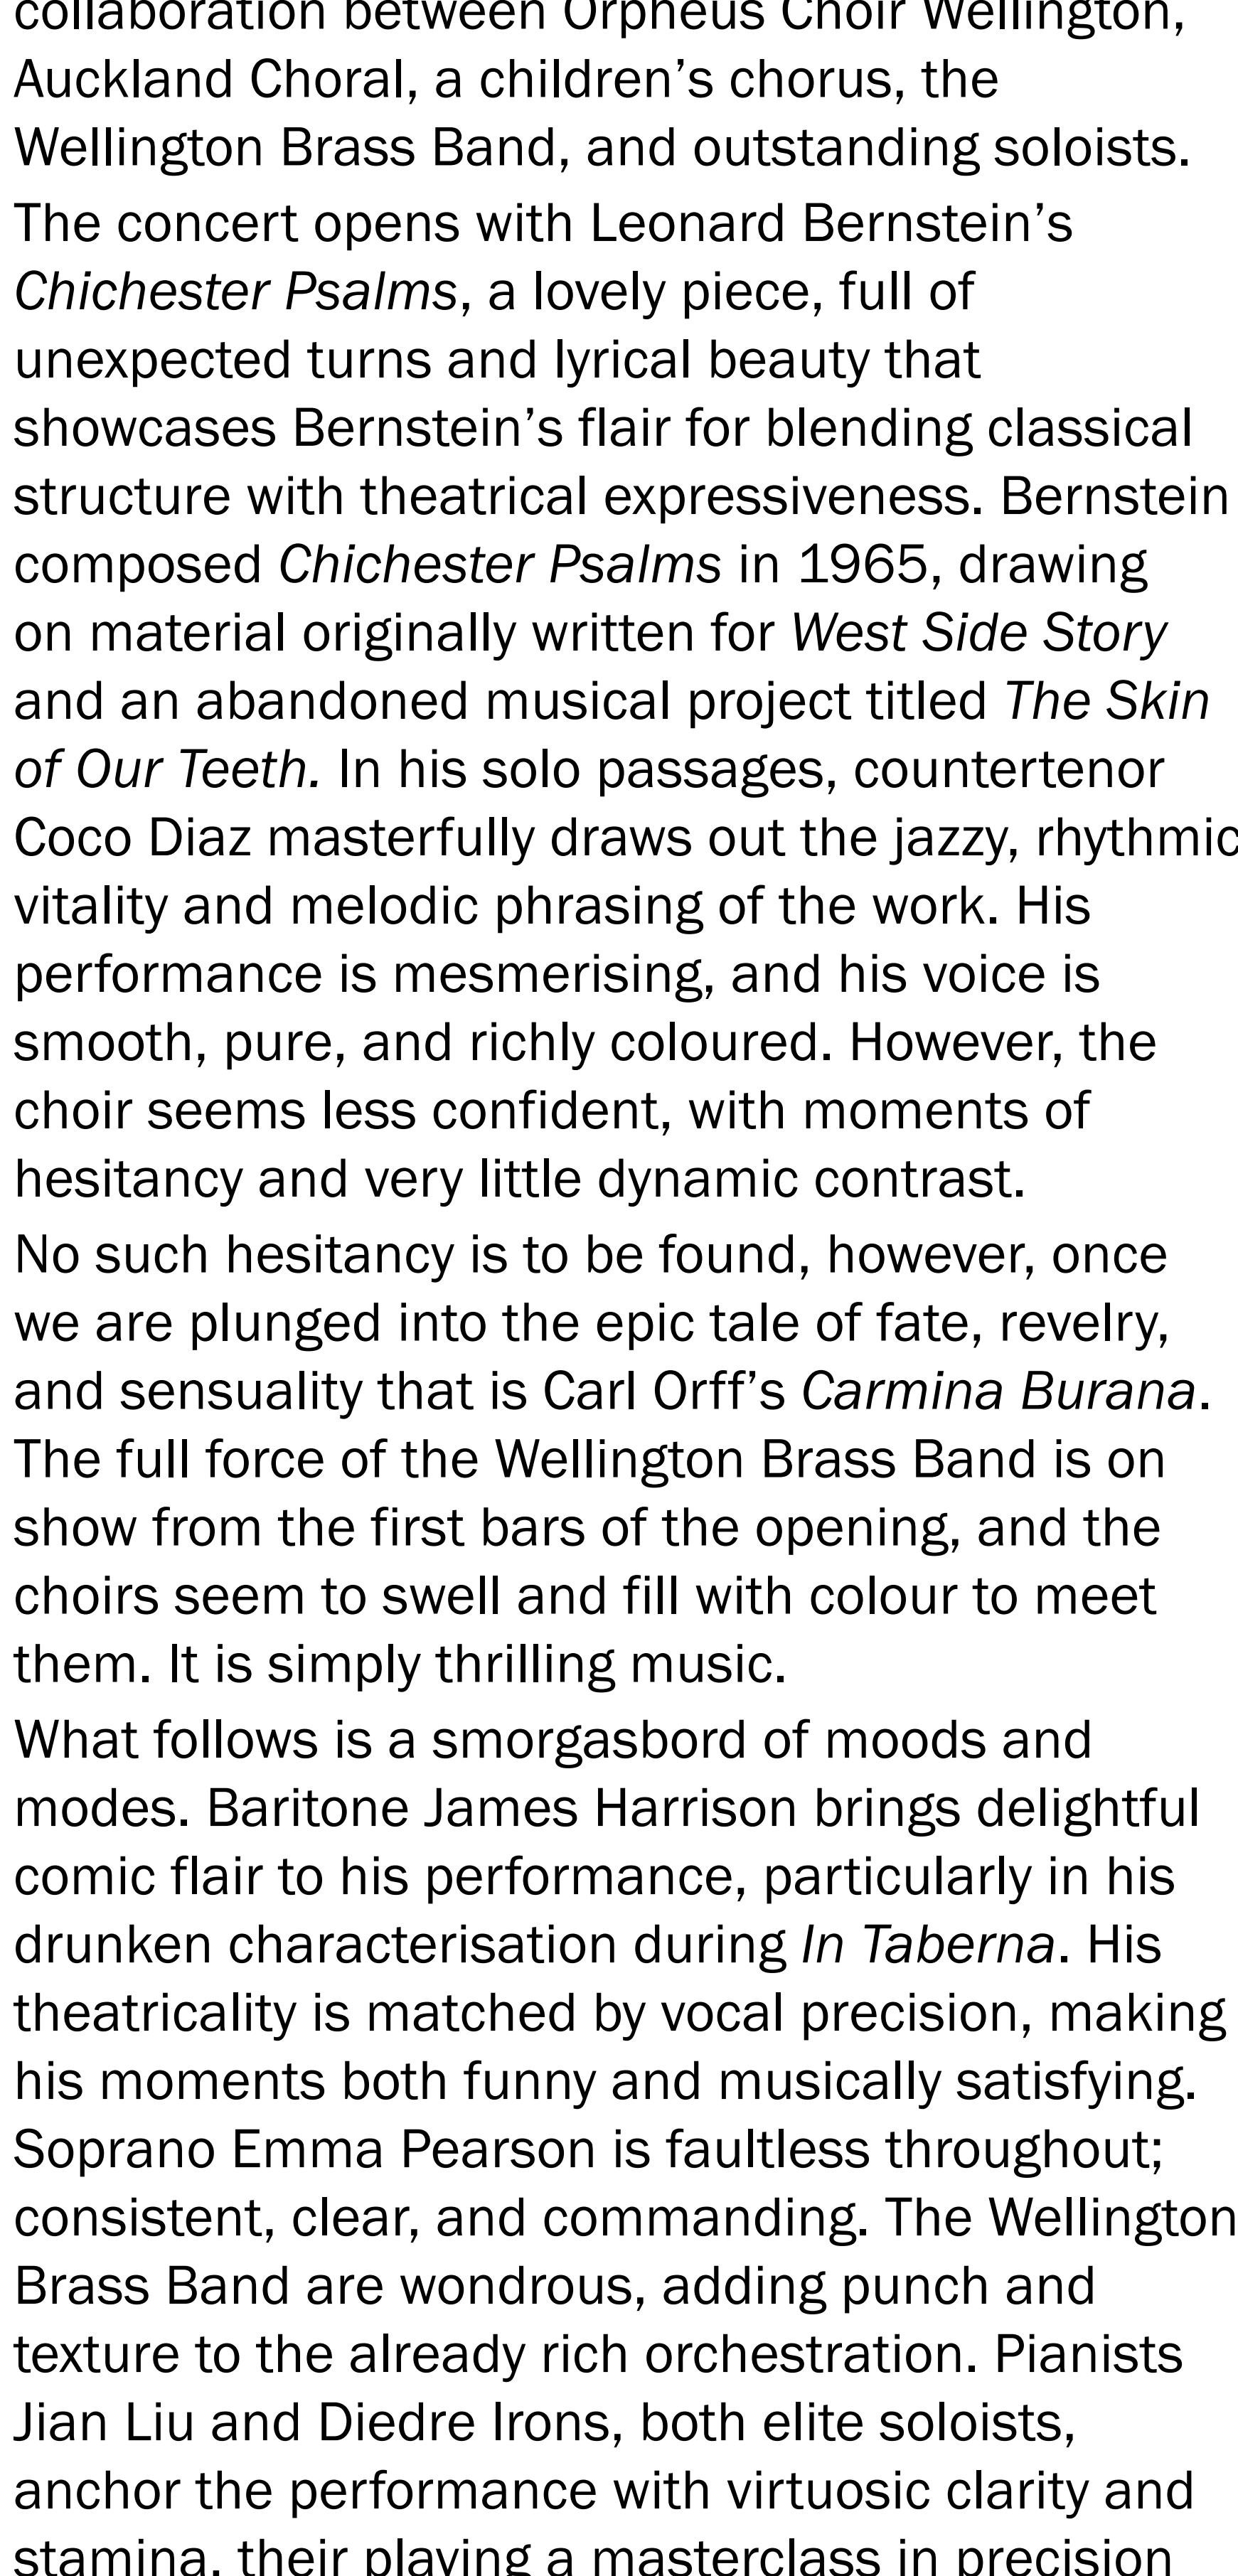 collaboration between Orpheus Choir Wellington,
Auckland Choral, a children’s chorus, the
Wellington Brass Band, and outstanding soloists.
The concert opens with Leonard Bernstein’s
Chichester Psalms, a lovely piece, full of
unexpected turns and lyrical beauty that
showcases Bernstein’s flair for blending classical
structure with theatrical expressiveness. Bernstein
composed Chichester Psalms in 1965, drawing
on material originally written for West Side Story
and an abandoned musical project titled The Skin
of Our Teeth. In his solo passages, countertenor
Coco Diaz masterfully draws out the jazzy, rhythmic
vitality and melodic phrasing of the work. His
performance is mesmerising, and his voice is
smooth, pure, and richly coloured. However, the
choir seems less confident, with moments of
hesitancy and very little dynamic contrast.
No such hesitancy is to be found, however, once
we are plunged into the epic tale of fate, revelry,
and sensuality that is Carl Orff’s Carmina Burana.
The full force of the Wellington Brass Band is on
show from the first bars of the opening, and the
choirs seem to swell and fill with colour to meet
them. It is simply thrilling music.
What follows is a smorgasbord of moods and
modes. Baritone James Harrison brings delightful
comic flair to his performance, particularly in his
drunken characterisation during In Taberna. His
theatricality is matched by vocal precision, making
his moments both funny and musically satisfying.
Soprano Emma Pearson is faultless throughout;
consistent, clear, and commanding. The Wellington
Brass Band are wondrous, adding punch and
texture to the already rich orchestration. Pianists
Jian Liu and Diedre Irons, both elite soloists,
anchor the performance with virtuosic clarity and
stamina, their playing a masterclass in precision